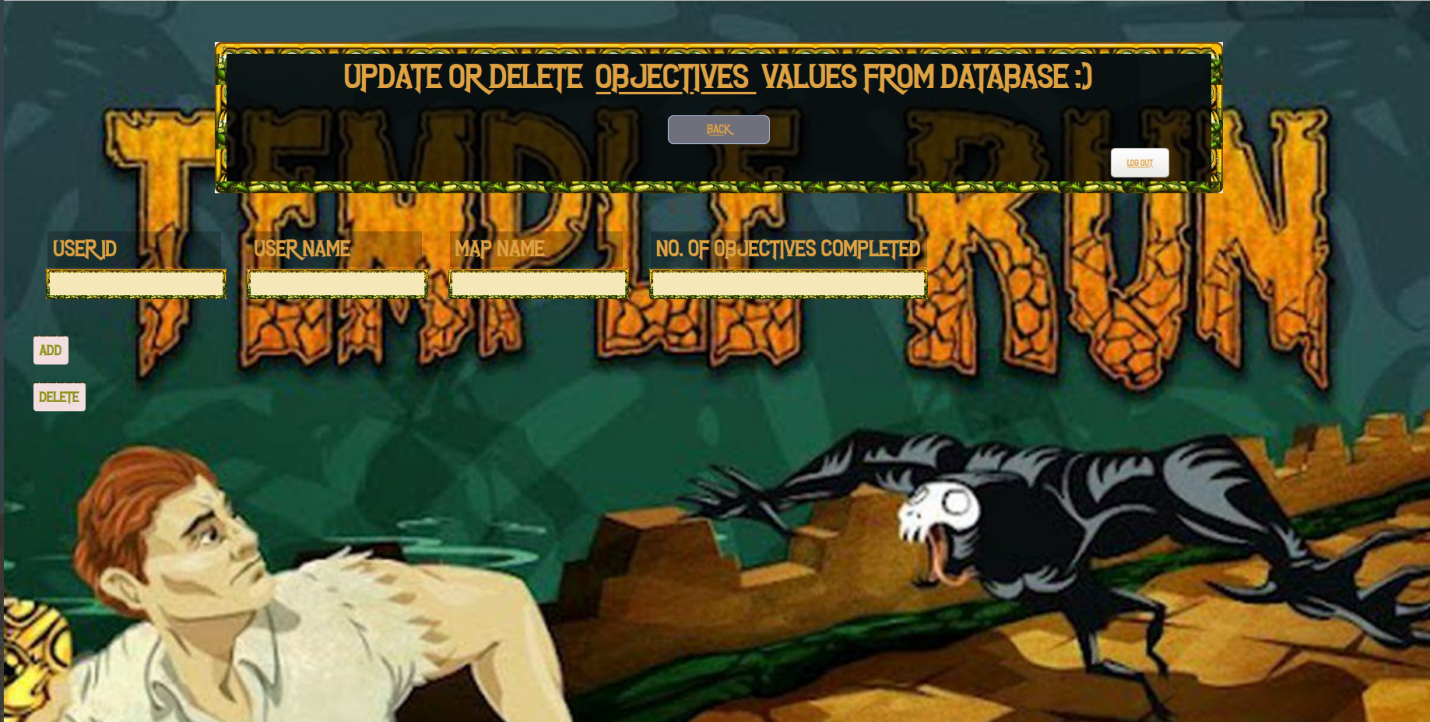 UPDATE OR DELETE OBJECTIVES VALUES FROM DATABASE :)
BACK
LOG OUT
TEMPLE RUN
USER ID USER NAME MAP NAME NO. OF OBJECTIVES COMPLETED
ADD
DELETE